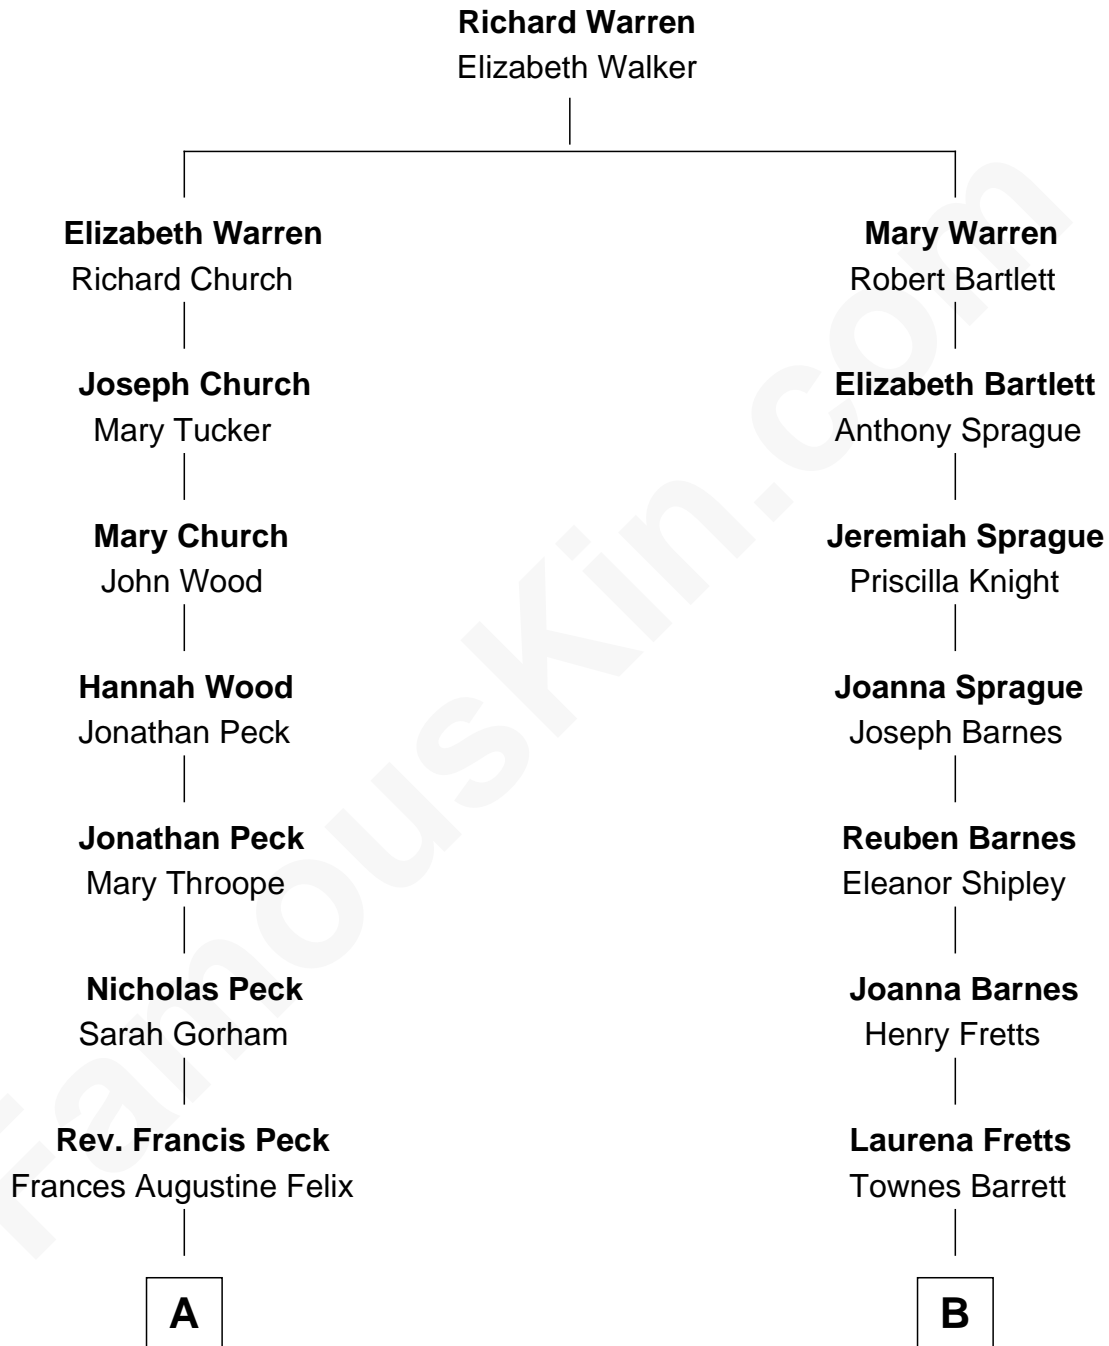 Richard Warren
Elizabeth Walker
Elizabeth Warren
Richard Church
Joseph Church
Mary Tucker
Mary Church
John Wood
Hannah Wood
Jonathan Peck
Jonathan Peck
Mary Throope
Nicholas Peck
Sarah Gorham
Rev. Francis Peck
Frances Augustine Felix
A
Mary Warren
Robert Bartlett
Elizabeth Bartlett
Anthony Sprague
Jeremiah Sprague
Priscilla Knight
Joanna Sprague
Joseph Barnes
Reuben Barnes
Eleanor Shipley
Joanna Barnes
Henry Fretts
Laurena Fretts
Townes Barrett
B
FamousKin.com